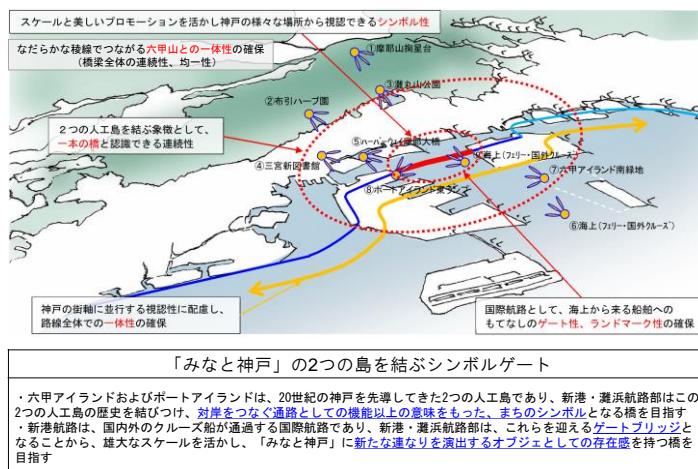 スケールと美しいプロモーションを活かし神戸の様々な場所から視認できるシンボル性
なだらかな稜線でつながる六甲山との一体性の確保
(橋梁全体の連続性、均一性)
①摩耶山掬星台
③灘丸山公園
②布引ハーブ園
2つの人工島を結ぶ象徴として、
一本の橋と認識できる連続性
⑤ハーバーウェイ
大橋
④三宮新図書館
海上(フェリー・国外クルーズ)
⑦六甲アイランド南緑地
⑧ポートアイランド東
⑥海上(フェリー・国外クルーズ)
神戸の街軸に並行する視認性に配慮し、
路線全体での一体性の確保
国際航路として、海上から来る船舶への
もてなしのゲート性、ランドマーク性の確保
「みなと神戸」の2つの島を結ぶシンボルゲート
・六甲アイランドおよびポートアイランドは、20世紀の神戸を先導してきた2つの人工島であり、新港・灘浜航路部はこの
2つの人工島の歴史を結びつけ、対岸をつなぐ通路としての機能以上の意味をもった、まちのシンボルとなる橋を目指す
・新港航路は、国内外のクルーズ船が通過する国際航路であり、新港・灘浜航路部は、これらを迎えるゲートブリッジと
なることから、雄大なスケールを活かし、「みなと神戸」に新たな連なりを演出するオブジェとしての存在感を持つ橋を
目指す